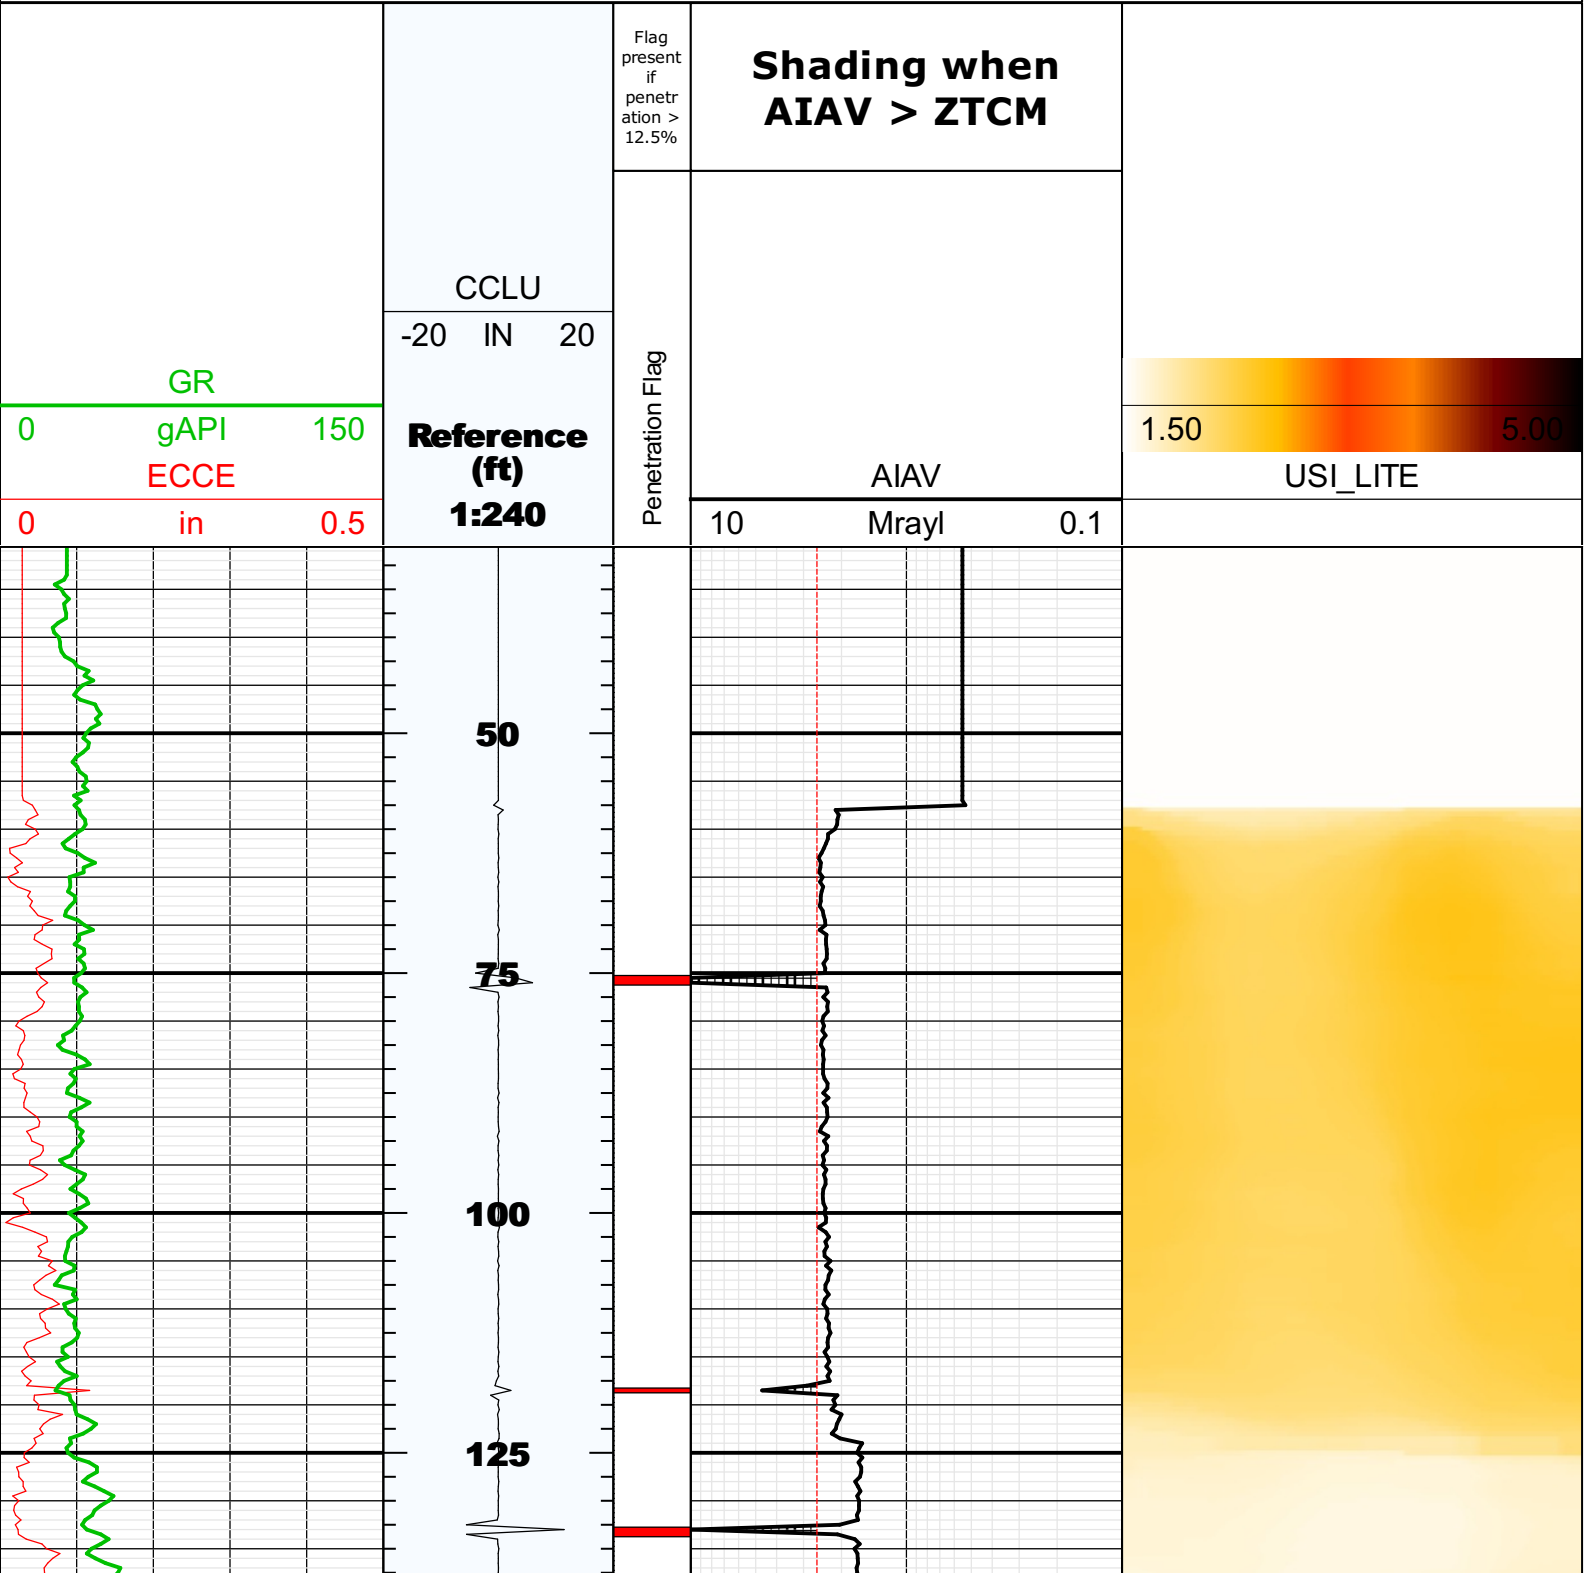 Flag
present
if
penetr
ation >
12.5%
Shading when
AIAV > ZTCM
CCLU
-20 IN 20
GR
0 gAPI 150
ECCE
0 in 0.5
Reference
(ft)
1:240
Penetration Flag
AIAV
10 Mrayl 0.1
1.50 5.00
USI_LITE
50
75
100
125